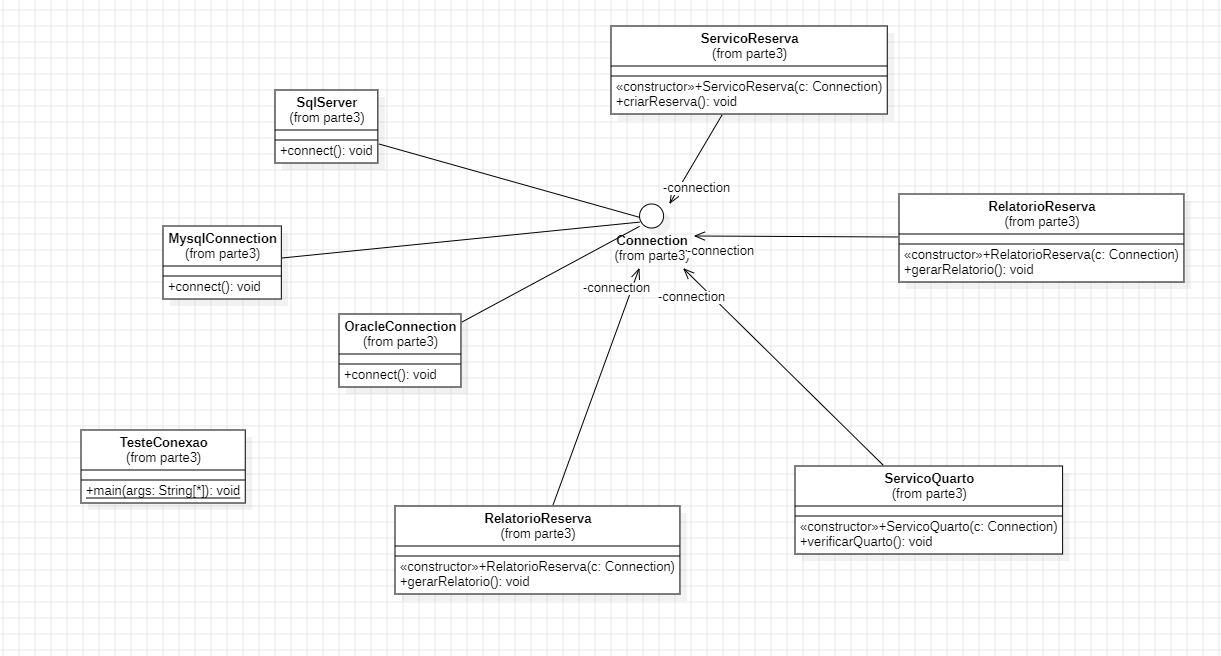 ServicoReserva
(from parte3)
«constructor»+ServicoReserva(c: Connection)
+criarReserva(): void
SqlServer
(from parte3)
+connect(): void
-connection
RelatorioReserva
(from parte3)
«constructor»+RelatorioReserva(c: Connection)
+gerarRelatorio(): void
MysqlConnection
(from parte3)
+connect(): void
Connection
(from parte3)
-connection
-connection
-connection
OracleConnection
(from parte3)
+connect(): void
TesteConexao
(from parte3)
+main(args: String[*]): void
ServicoQuarto
(from parte3)
«constructor»+ServicoQuarto(c: Connection)
+verificarQuarto(): void
RelatorioReserva
(from parte3)
«constructor»+RelatorioReserva(c: Connection)
+gerarRelatorio(): void